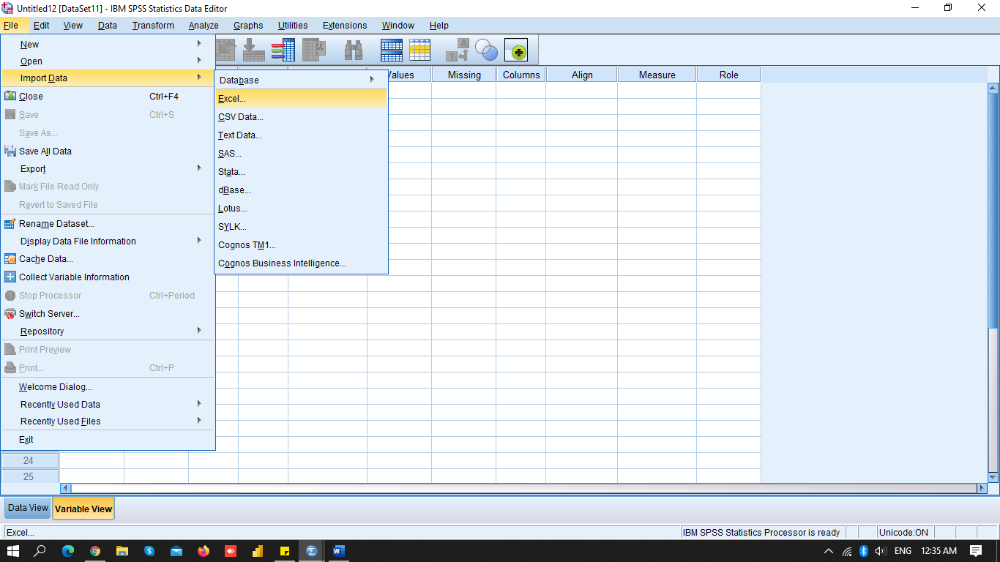 Untitled12 [DataSet11] - IBM SPSS Statistics Data Editor
File Edit View Data Transform Analyze Graphs Utilities Extensions Window Help
New
Open
Import Data
Close Ctrl+F4
Save Ctrl+S
Save As...
Save All Data
Export
Mark File Read Only
Revert to Saved File
Rename Dataset...
Display Data File Information
Cache Data...
Collect Variable Information
Stop Processor Ctrl+Period
Switch Server...
Repository
Print Preview
Print... Ctrl+P
Welcome Dialog...
Recently Used Data
Recently Used Files
Exit
Database
Excel...
CSV Data...
Text Data...
SAS...
Stata...
dBase...
Lotus...
SYLK...
Cognos TM1...
Cognos Business Intelligence...
Values Missing Columns Align Measure Role
24
25
Data View Variable View
Excel... IBM SPSS Statistics Processor is ready Unicode:ON
ENG 12:35 AM